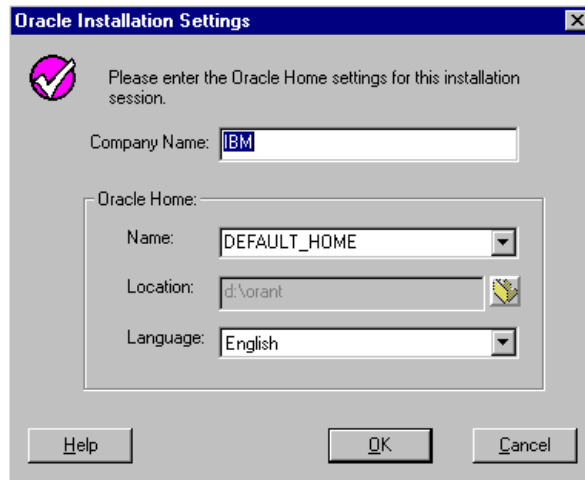 Oracle Installation Settings
Please enter the Oracle Home settings for this installation
session.
Company Name: IBM
Oracle Home:
Name: DEFAULT_HOME
Location: d:\orant
Language: English
Help OK Cancel